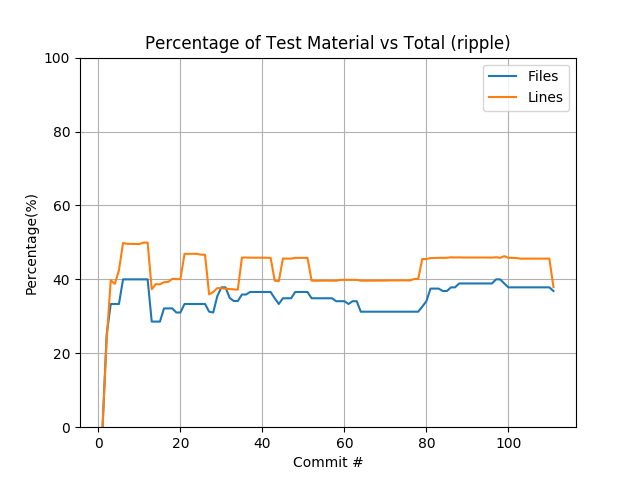 Percentage of Test Material vs Total (ripple)
Files
Lines
100
80
60
40
20
0
Percentage(%)
0 20 40 60 80 100
Commit #